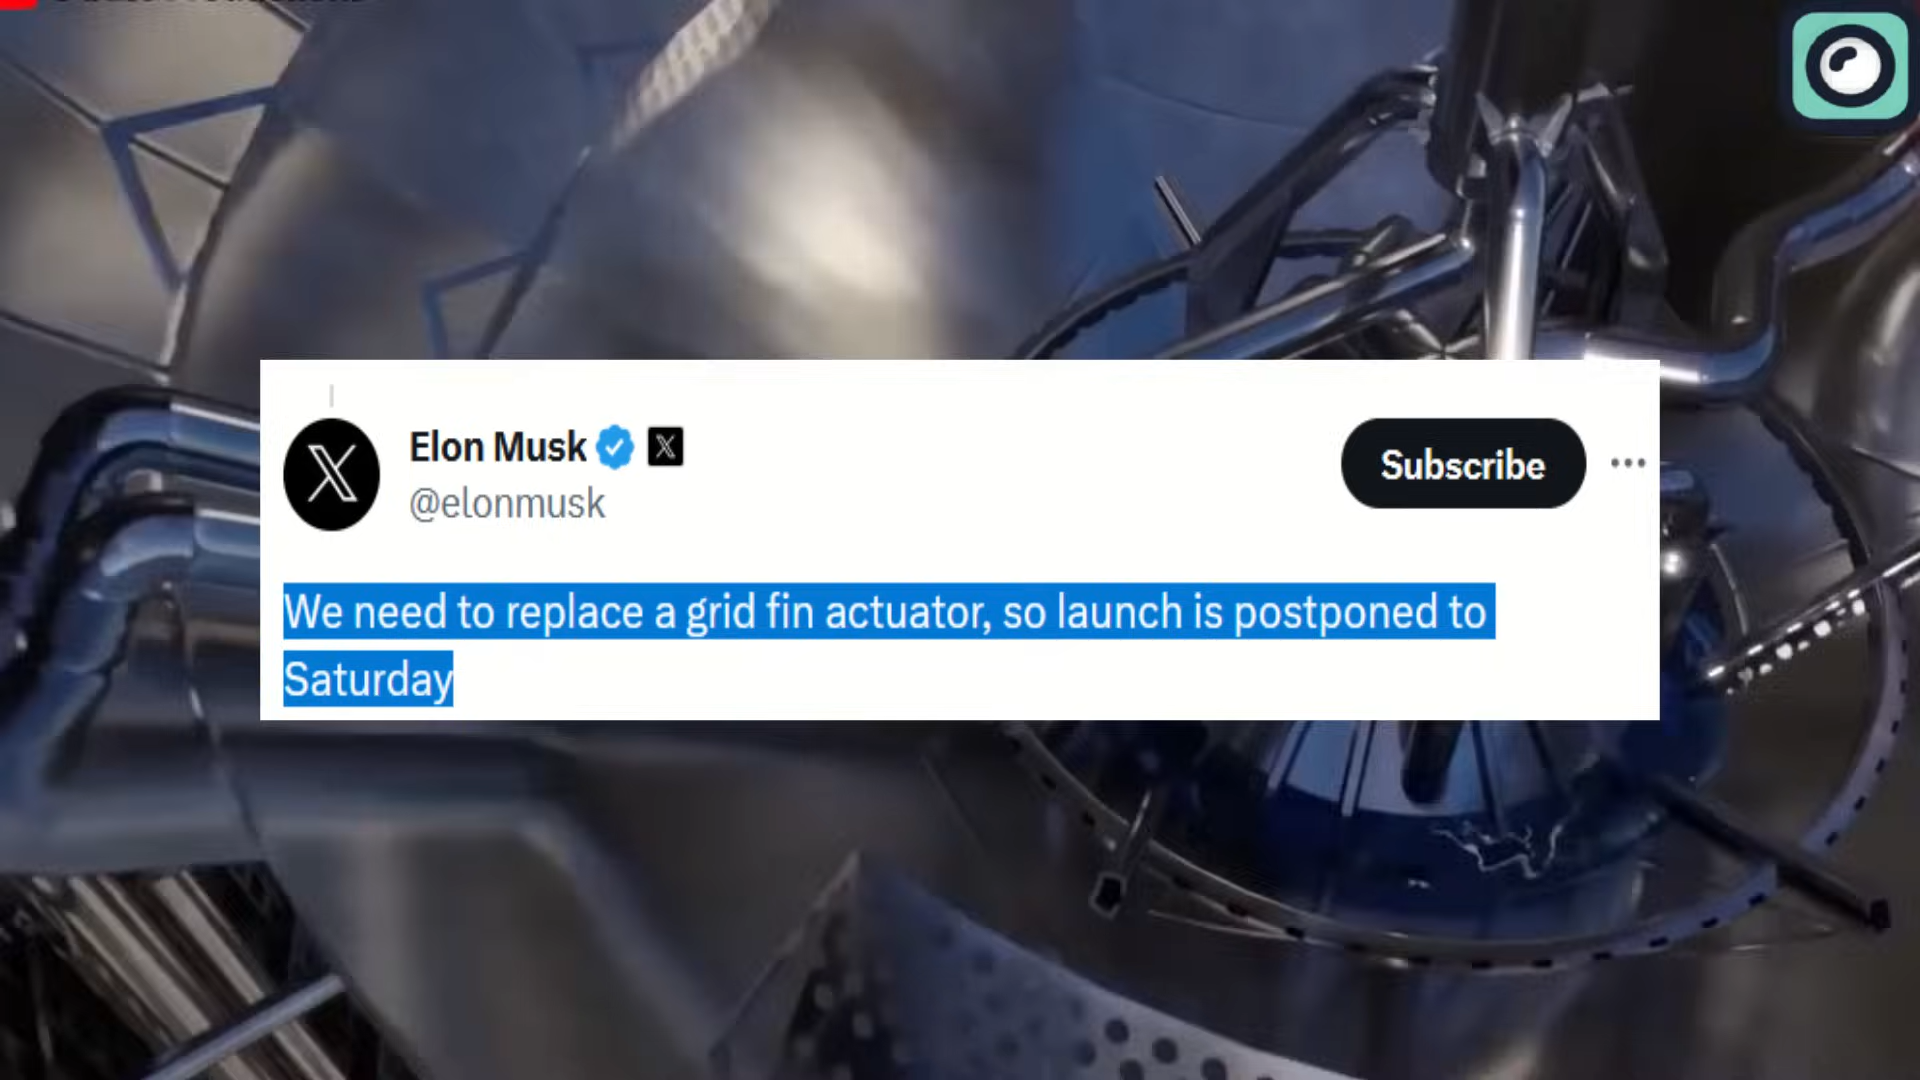 Elon Musk
@elonmusk
Subscribe
We need to replace a grid fin actuator, so launch is postponed to
Saturday